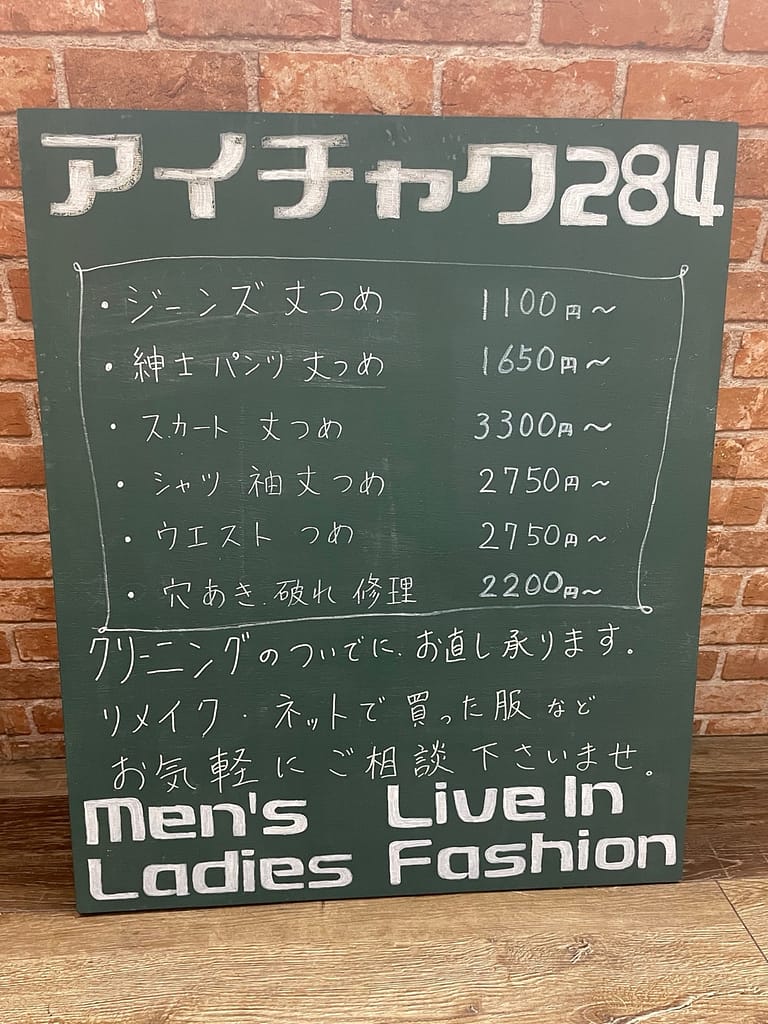 アイチャク284
・ジーンズ 丈つめ 1100円～
・紳士 パンツ 丈つめ 1650円～
・スカート 丈つめ 3300円～
・シャツ 袖丈つめ 2750円～
・ウエスト つめ 2750円～
・穴あき.破れ 修理 2200円～
クリーニングのついでに.お直し承ります。
リメイク・ネットで買った服など
お気軽にご相談下さいませ。
Men's Live In
Ladies Fashion